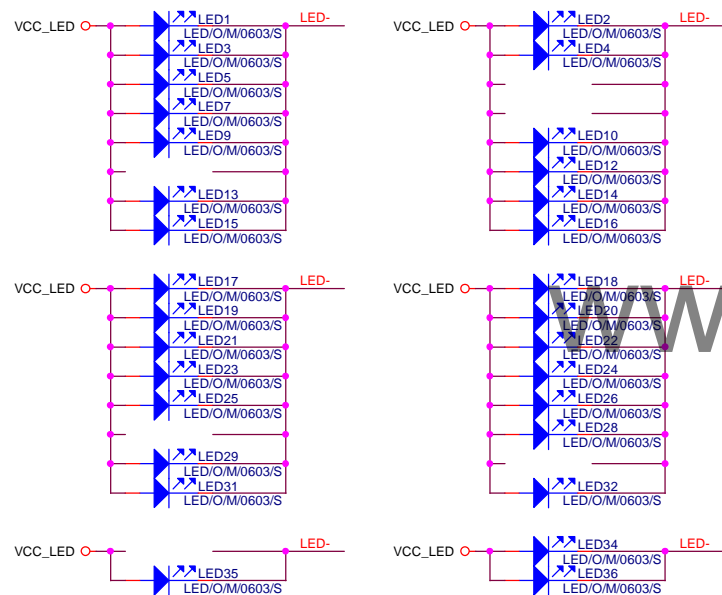 VCC_LED
LED1
LED-
LED/O/M/0603/S
LED3
LED/O/M/0603/S
LED5
LED/O/M/0603/S
LED7
LED/O/M/0603/S
LED9
LED/O/M/0603/S
LED13
LED/O/M/0603/S
LED15
LED/O/M/0603/S
VCC_LED
LED2
LED-
LED/O/M/0603/S
LED4
LED/O/M/0603/S
LED10
LED/O/M/0603/S
LED12
LED/O/M/0603/S
LED14
LED/O/M/0603/S
LED16
LED/O/M/0603/S
VCC_LED
LED17
LED-
LED/O/M/0603/S
LED19
LED/O/M/0603/S
LED21
LED/O/M/0603/S
LED23
LED/O/M/0603/S
LED25
LED/O/M/0603/S
LED29
LED/O/M/0603/S
LED31
LED/O/M/0603/S
VCC_LED
LED18
LED-
LED/O/M/0603/S
LED20
LED/O/M/0603/S
LED22
LED/O/M/0603/S
LED24
LED/O/M/0603/S
LED26
LED/O/M/0603/S
LED28
LED/O/M/0603/S
LED32
LED/O/M/0603/S
VCC_LED
LED-
LED35
LED/O/M/0603/S
VCC_LED
LED34
LED-
LED/O/M/0603/S
LED36
LED/O/M/0603/S